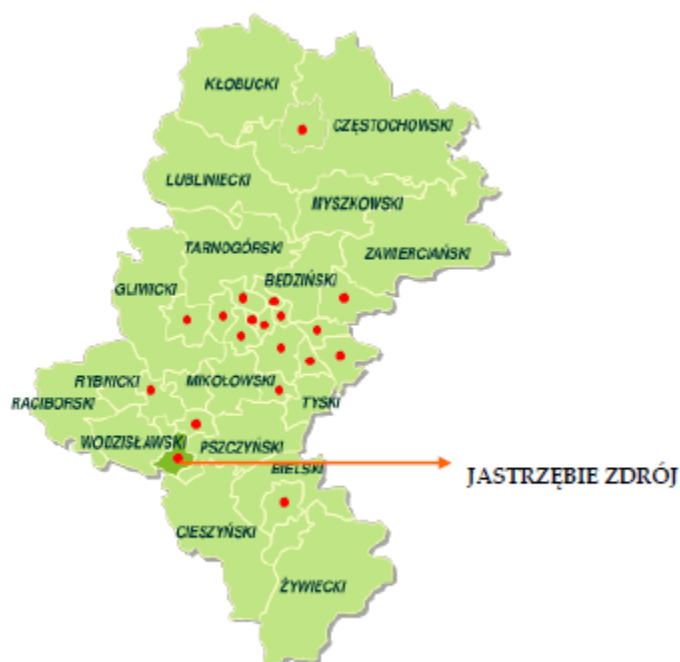 KŁOBUCKI
CZĘSTOCHOWSKI
LUBLINIECKI
MYSZKOWSKI
TARNOGÓRSKI
ZAWIERCIAŃSKI
BĘDZIŃSKI
GLIWICKI
RYBNICKI
MIKOŁOWSKI
RACIBORSKI
TYSKI
WODZISŁAWSKI
PSZCZYŃSKI
BIELSKI
JASTRZĘBIE ZDRÓJ
CIESZYŃSKI
ŻYWIECKI